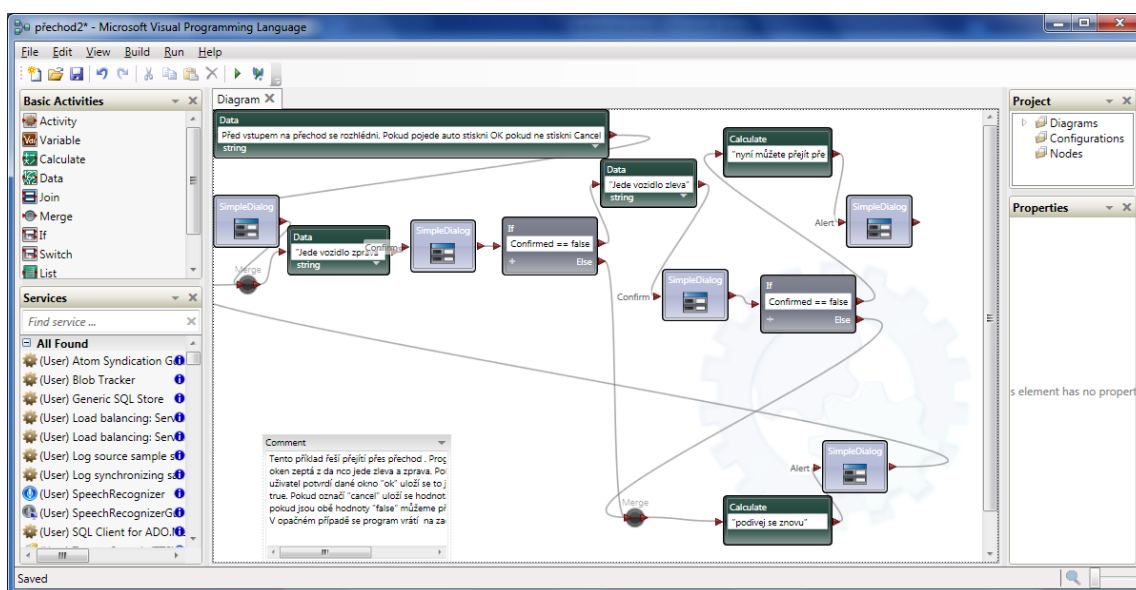 přechod2* - Microsoft Visual Programming Language
File Edit View Build Run Help
Basic Activities
Activity
Variable
Calculate
Data
Join
Merge
If
Switch
List
Services
Find service ...
All Found
(User) Atom Syndication G
(User) Blob Tracker
(User) Generic SQL Store
(User) Load balancing: Serv
(User) Load balancing: Serv
(User) Log source sample s
(User) Log synchronizing sa
(User) SpeechRecognizer
(User) SpeechRecognizerG
(User) SQL Client for ADO.N
Diagram
Data
Před vstupem na přechod se rozhlédni. Pokud pojede auto stiskni OK pokud ne stiskni Cancel
string
SimpleDialog
Merge
Data
"Jede vozidlo zprava"
string
Confirm
SimpleDialog
If
Confirmed == false
Else
Data
"Jede vozidlo zleva"
string
Confirm
SimpleDialog
If
Confirmed == false
Else
Calculate
"nyní můžete přejít pře
Alert
SimpleDialog
Merge
Calculate
"podivej se znovu"
Alert
SimpleDialog
Comment
Tento příklad řeší přejítí přes přechod . Prog
oken zeptá z da nco jede zleva a zprava. Po
uživatel potvrdí dané okno "ok" uloží se to j
true. Pokud označí "cancel" uloží se hodnot
pokud jsou obé hodnoty "false" můžeme př
V opačném případě se program vrátí na za
Project
Diagrams
Configurations
Nodes
Properties
s element has no propert
Saved